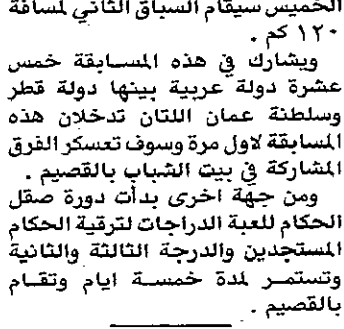 الخميس سيقام السباق الثاني لمسافة
١٢٠ كم .
ويشارك في هذه المسابقة خمس
عشرة دولة عربية بينها دولة قطر
وسلطنة عمان اللتان تدخلان هذه
المسابقة لاول مرة وسوف تعسكر الفرق
المشاركة في بيت الشباب بالقصيم .
ومن جهة اخرى بدأت دورة صقل
الحكام للعبة الدراجات لترقية الحكام
المستجدين والدرجة الثالثة والثانية
وتستمر لمدة خمسة ايام وتقام
بالقصيم .